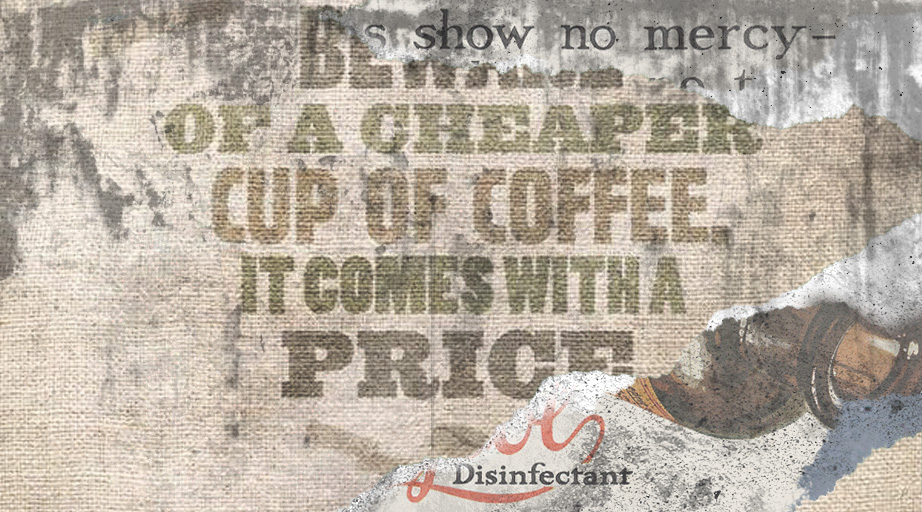 show no mercy-
OF A CHEAPER
CUP OF COFFEE.
IT COMES WITH A
PRICE
Disinfectant